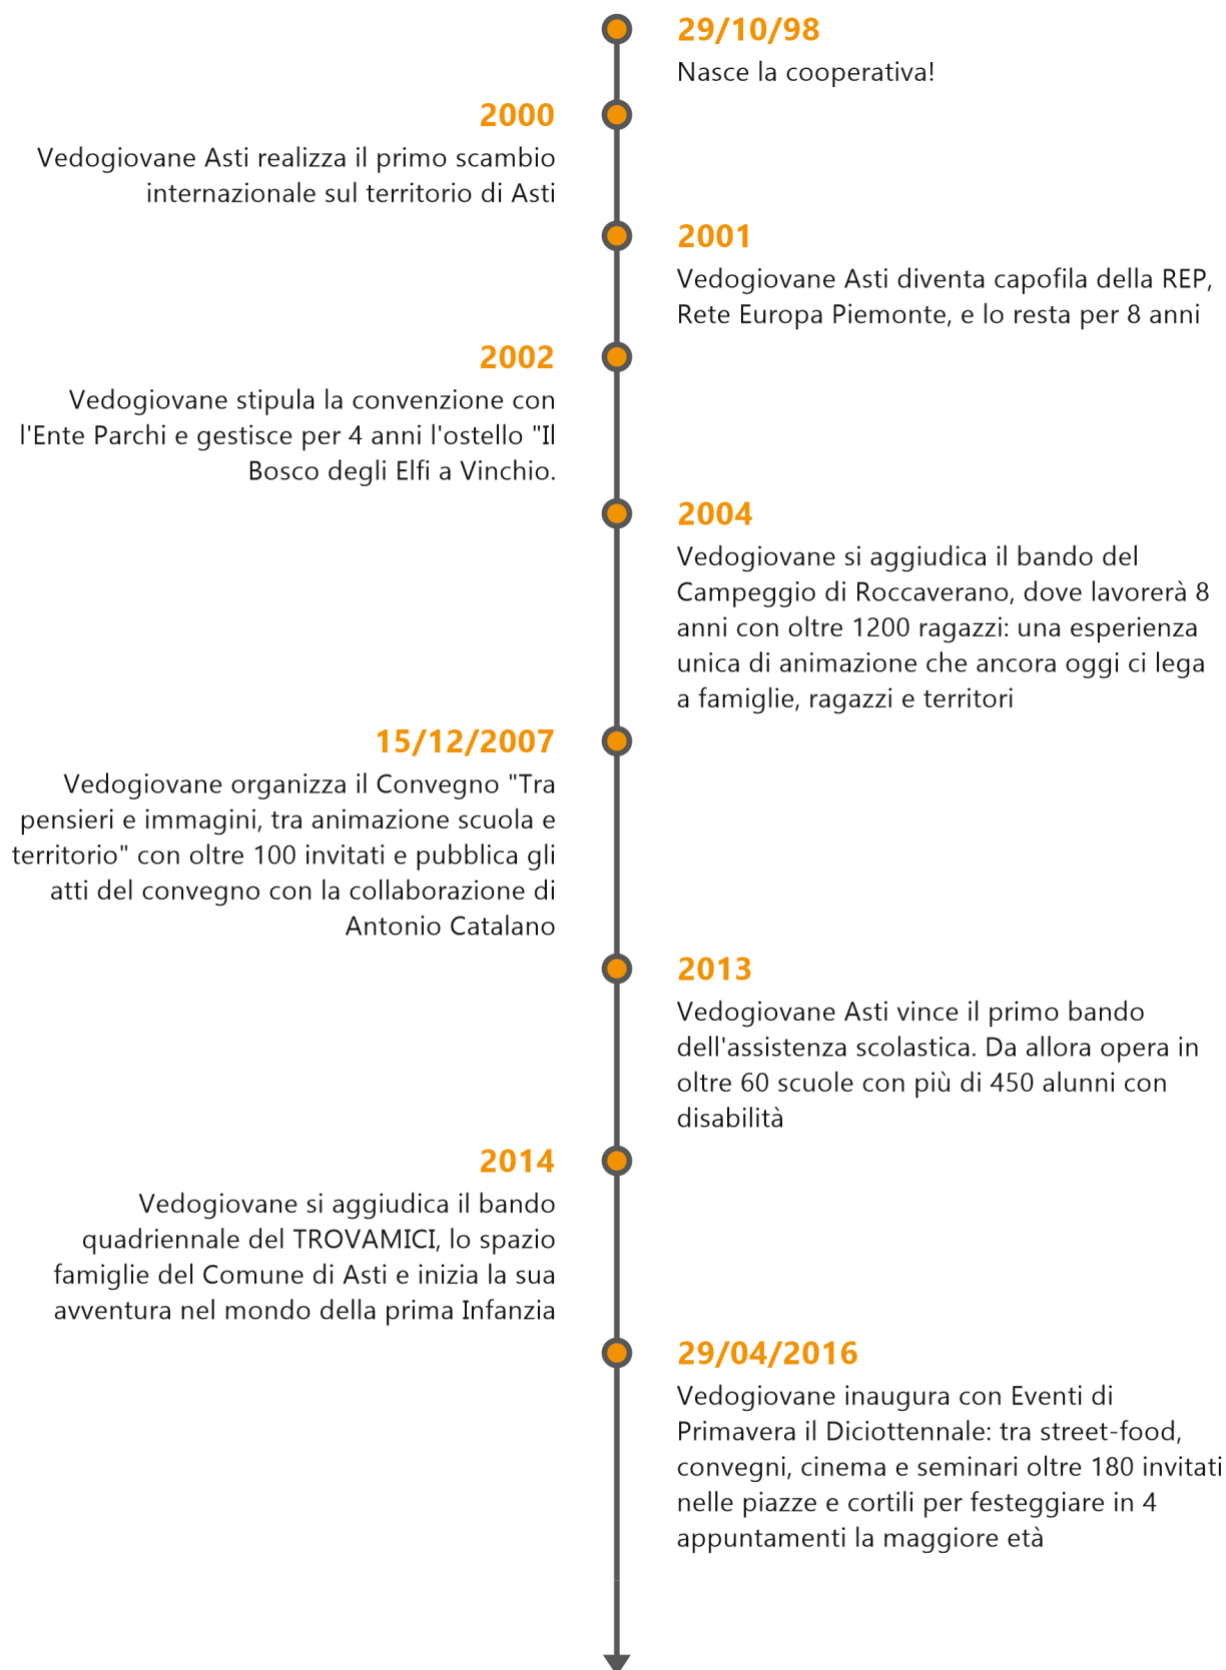 29/10/98
Nasce la cooperativa!
2000
Vedogiovane Asti realizza il primo scambio
internazionale sul territorio di Asti
2001
Vedogiovane Asti diventa capofila della REP,
Rete Europa Piemonte, e lo resta per 8 anni
2002
Vedogiovane stipula la convenzione con
l'Ente Parchi e gestisce per 4 anni l'ostello "Il
Bosco degli Elfi a Vinchio.
2004
Vedogiovane si aggiudica il bando del
Campeggio di Roccaverano, dove lavorerà 8
anni con oltre 1200 ragazzi: una esperienza
unica di animazione che ancora oggi ci lega
a famiglie, ragazzi e territori
15/12/2007
Vedogiovane organizza il Convegno "Tra
pensieri e immagini, tra animazione scuola e
territorio" con oltre 100 invitati e pubblica gli
atti del convegno con la collaborazione di
Antonio Catalano
2013
Vedogiovane Asti vince il primo bando
dell'assistenza scolastica. Da allora opera in
oltre 60 scuole con più di 450 alunni con
disabilità
2014
Vedogiovane si aggiudica il bando
quadriennale del TROVAMICI, lo spazio
famiglie del Comune di Asti e inizia la sua
avventura nel mondo della prima Infanzia
29/04/2016
Vedogiovane inaugura con Eventi di
Primavera il Diciottennale: tra street-food,
convegni, cinema e seminari oltre 180 invitati
nelle piazze e cortili per festeggiare in 4
appuntamenti la maggiore età